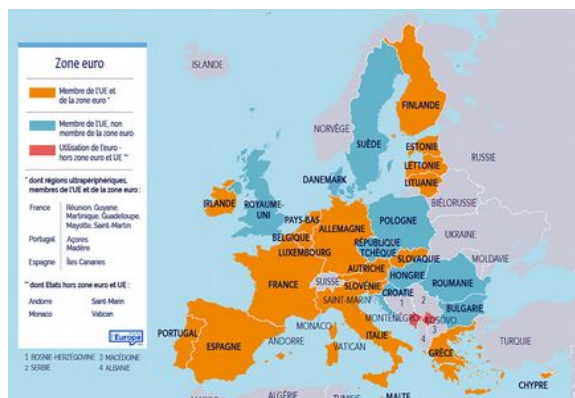 Zone euro
Membre de l'UE et
de la zone euro *
Membre de l'UE, non
membre de la zone euro
Utilisation de l'euro -
hors zone euro et UE **
* dont régions ultrapériphériques,
membres de l'UE et de la zone euro :
France Réunion, Guyane,
Martinique, Guadeloupe,
Mayotte, Saint-Martin
Portugal Açores
Madère
Espagne Îles Canaries
** dont Etats hors zone euro et UE :
Andorre Saint-Marin
Monaco Vatican
l'Europe
1 BOSNIE-HERZÉGOVINE 3 MACÉDOINE
2 SERBIE 4 ALBANIE
ISLANDE
FINLANDE
NORVÈGE
SUÈDE
ESTONIE
LETTONIE
LITUANIE
RUSSIE
DANEMARK
IRLANDE
ROYAUME-
UNI
BIÉLORUSSIE
PAYS-BAS
ALLEMAGNE
POLOGNE
BELGIQUE
UKRAINE
LUXEMBOURG
RÉPUBLIQUE
TCHÈQUE
SLOVAQUIE
MOLDAVIE
AUTRICHE
HONGRIE
FRANCE
SUISSE
SLOVÉNIE
ROUMANIE
CROATIE
SAINT-MARIN
1
2
BULGARIE
MONTÉNÉGRO
KOSOVO
MONACO
3
ANDORRE
ITALIE
4
PORTUGAL
ESPAGNE
VATICAN
TURQUIE
GRÈCE
CHYPRE
ALGÉRIE
MALTE